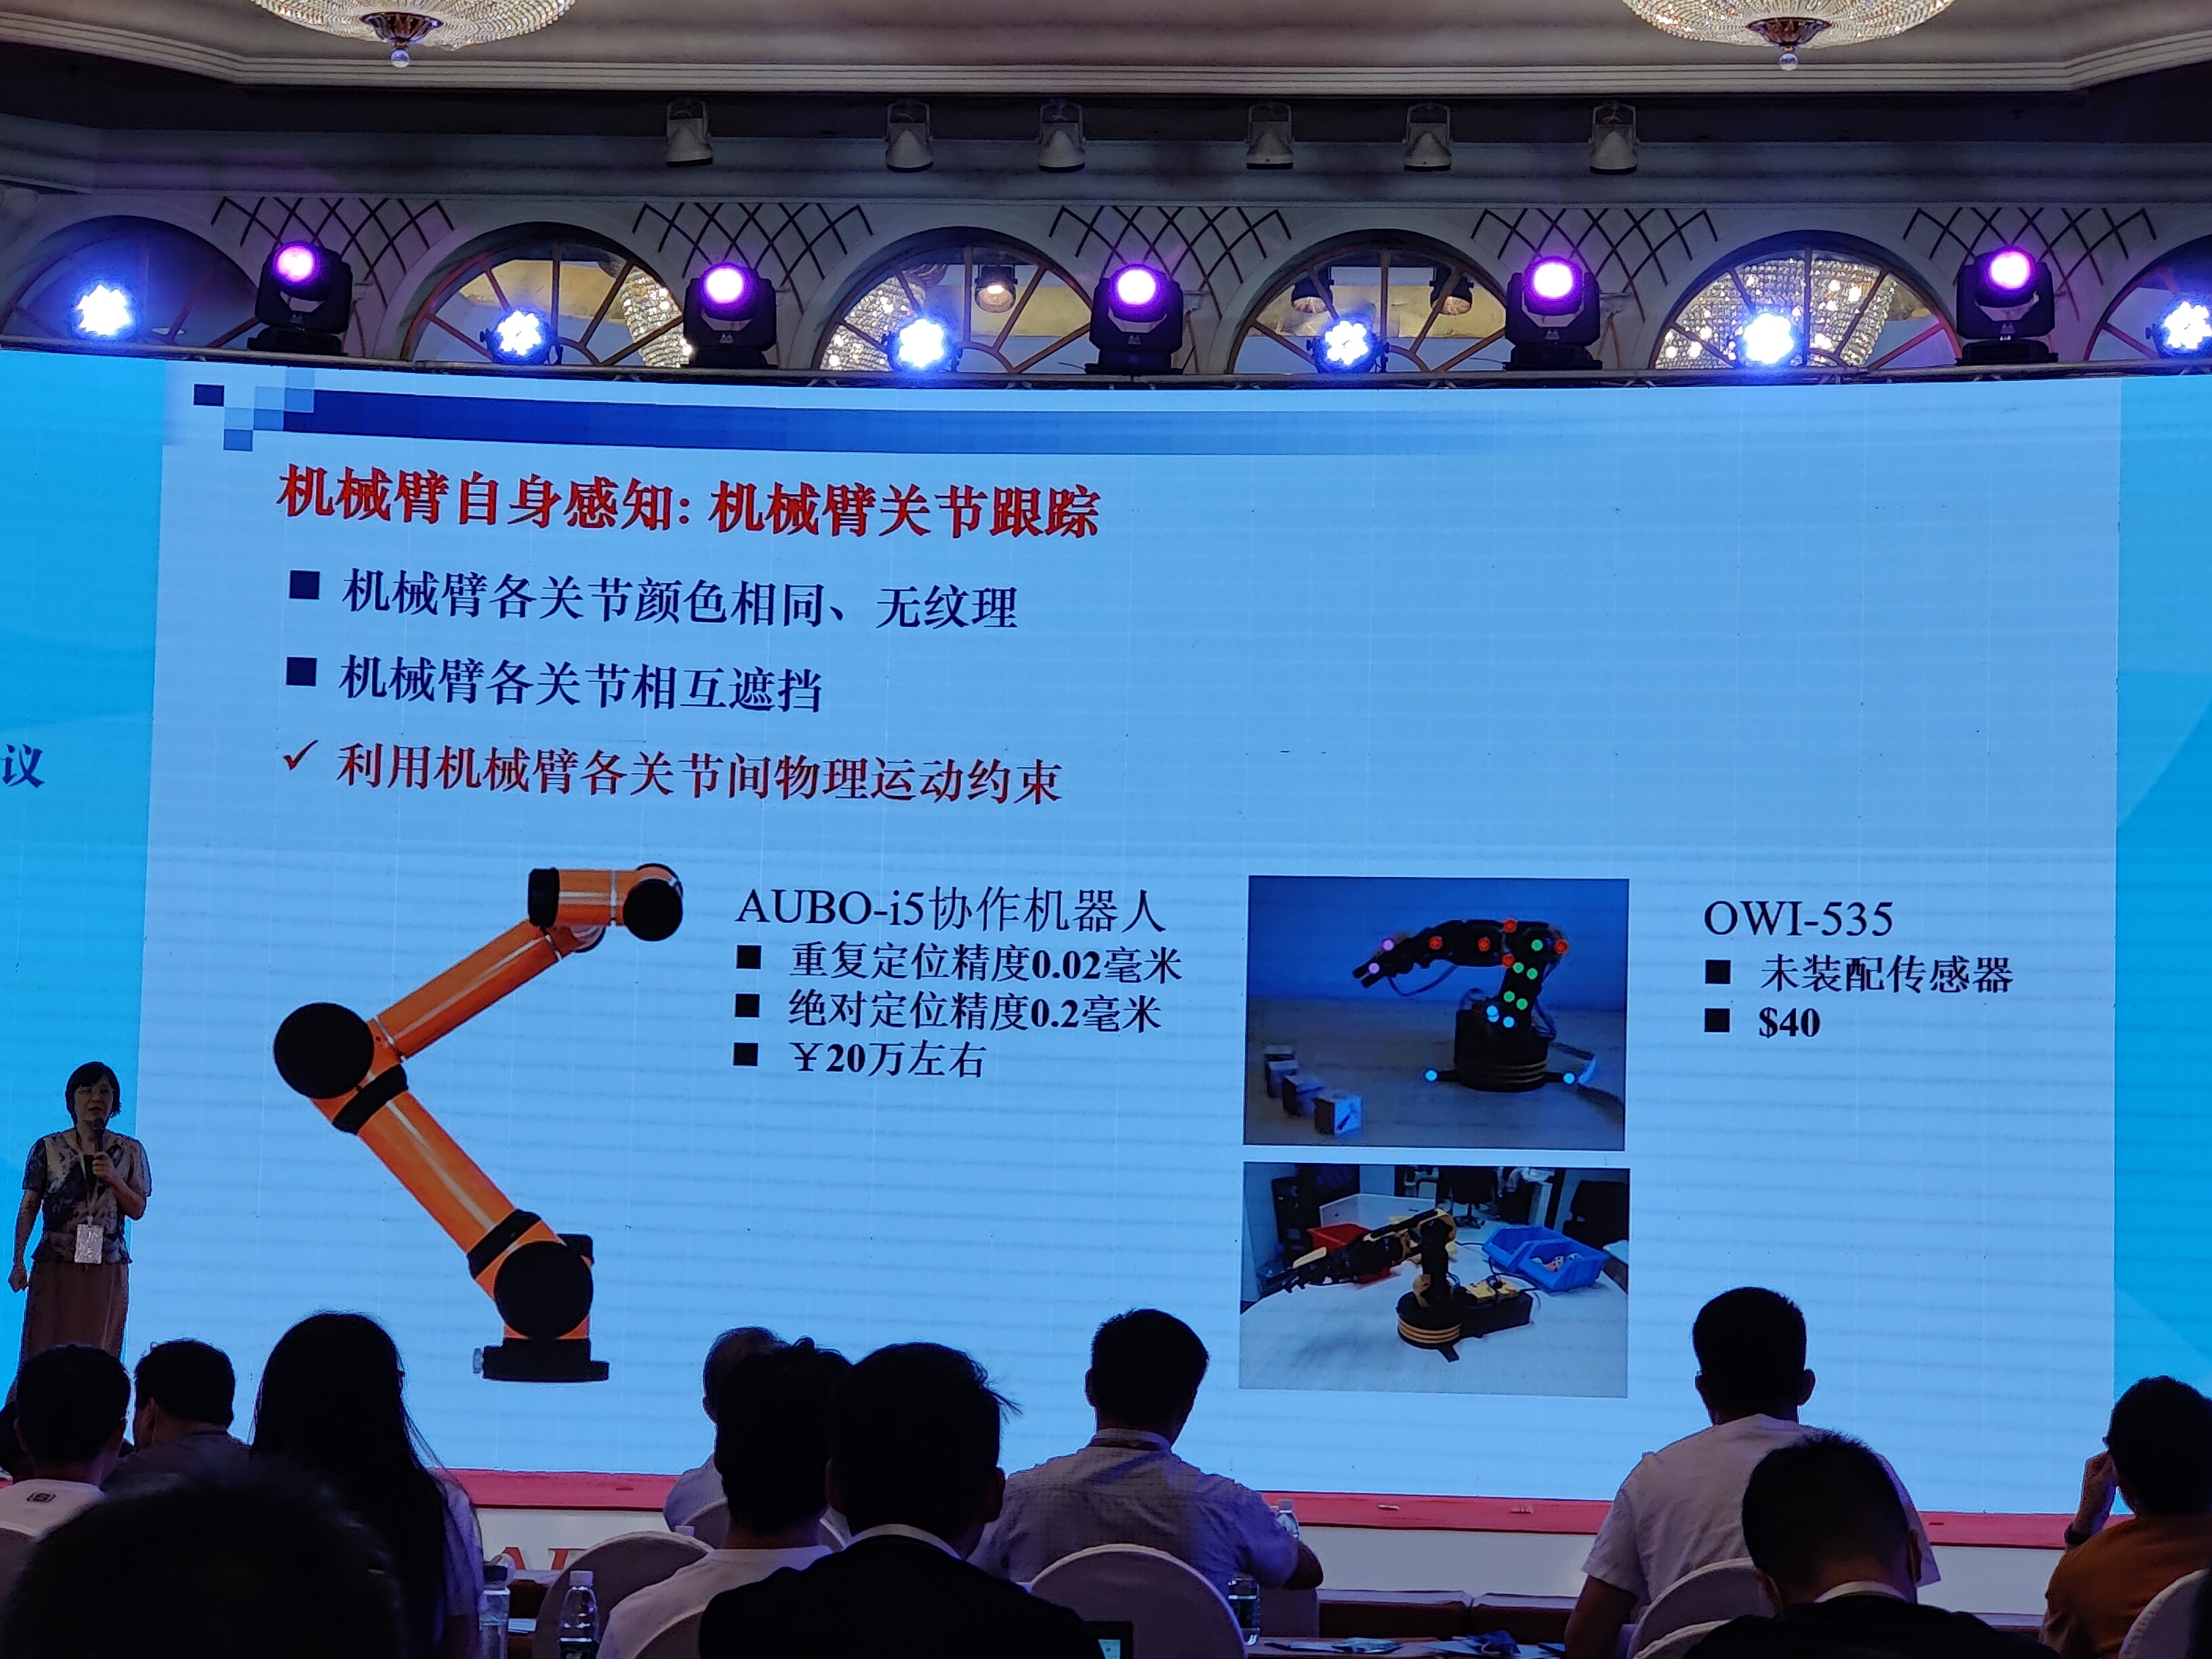 机械臂自身感知: 机械臂关节跟踪
■ 机械臂各关节颜色相同、无纹理
■ 机械臂各关节相互遮挡
✓ 利用机械臂各关节间物理运动约束
议
AUBO-i5协作机器人
■ 重复定位精度0.02毫米
■ 绝对定位精度0.2毫米
■ ¥20万左右
OWI-535
■ 未装配传感器
■ $40